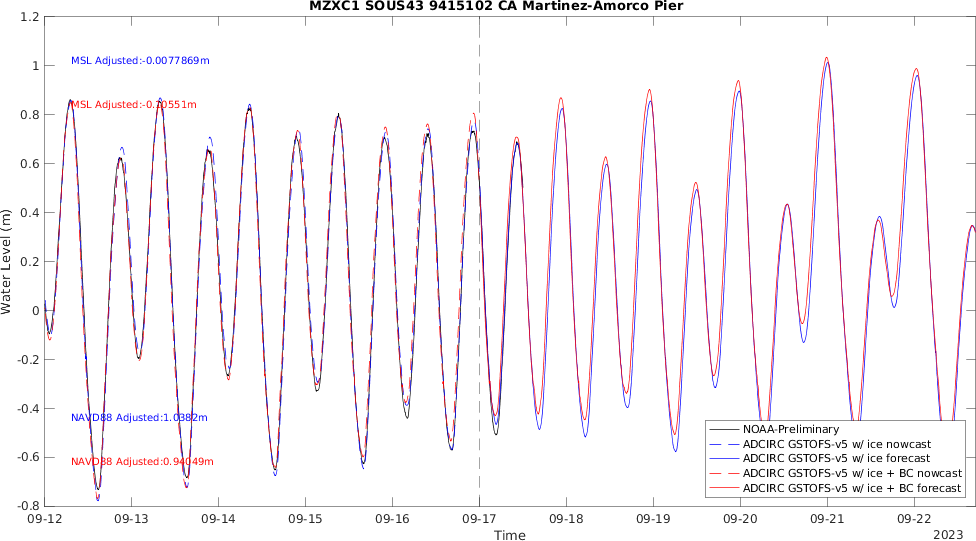 MZXC1 SOUS43 9415102 CA Martinez-Amorco Pier
1.2
1
0.8
0.6
0.4
0.2
0
-0.2
-0.4
-0.6
-0.8
Water Level (m)
MSL Adjusted:-0.0077869m
MSL Adjusted:-0.10551m
NAVD88 Adjusted:1.0382m
NAVD88 Adjusted:0.94049m
NOAA-Preliminary
ADCIRC GSTOFS-v5 w/ ice nowcast
ADCIRC GSTOFS-v5 w/ ice forecast
ADCIRC GSTOFS-v5 w/ ice + BC nowcast
ADCIRC GSTOFS-v5 w/ ice + BC forecast
09-12 09-13 09-14 09-15 09-16 09-17 09-18 09-19 09-20 09-21 09-22
Time
2023